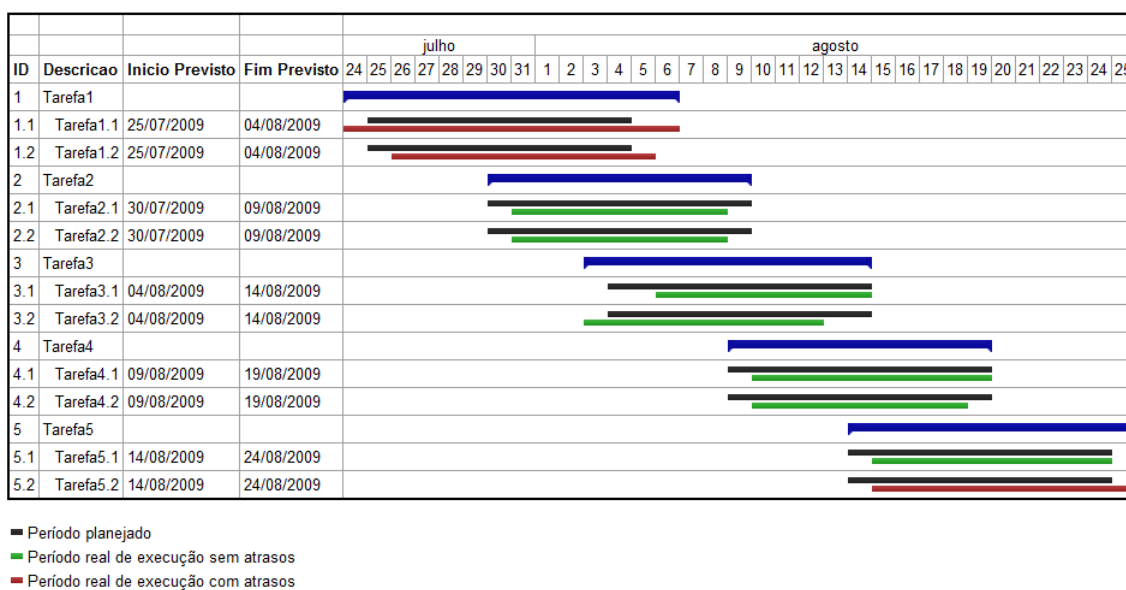 julho agosto
ID Descricao Inicio Previsto Fim Previsto 24 25 26 27 28 29 30 31 1 2 3 4 5 6 7 8 9 10 11 12 13 14 15 16 17 18 19 20 21 22 23 24 25
1 Tarefa1
1.1 Tarefa1.1 25/07/2009 04/08/2009
1.2 Tarefa1.2 25/07/2009 04/08/2009
2 Tarefa2
2.1 Tarefa2.1 30/07/2009 09/08/2009
2.2 Tarefa2.2 30/07/2009 09/08/2009
3 Tarefa3
3.1 Tarefa3.1 04/08/2009 14/08/2009
3.2 Tarefa3.2 04/08/2009 14/08/2009
4 Tarefa4
4.1 Tarefa4.1 09/08/2009 19/08/2009
4.2 Tarefa4.2 09/08/2009 19/08/2009
5 Tarefa5
5.1 Tarefa5.1 14/08/2009 24/08/2009
5.2 Tarefa5.2 14/08/2009 24/08/2009
Período planejado
Período real de execução sem atrasos
Período real de execução com atrasos